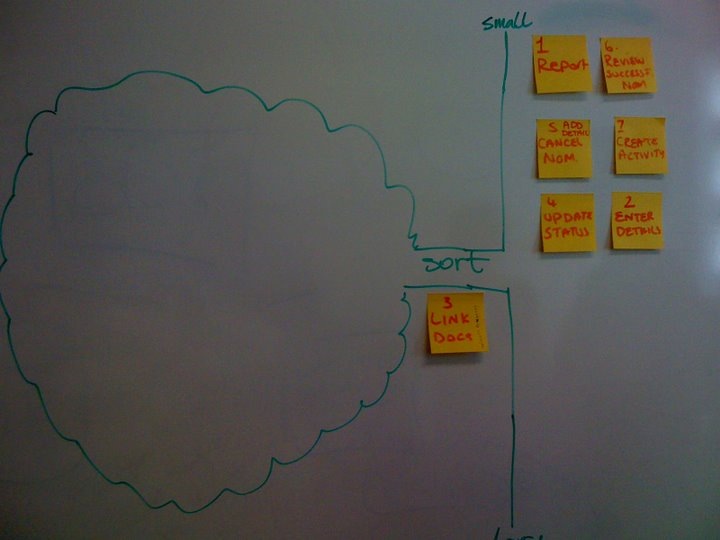 small
1
Report
6.
REVIEW
SUCCESSF.
NOM
5 ADD
DETAIL
CANCEL
NOM.
7
CREATE
ACTIVITY
4
UPDATE
STATUS
2
ENTER
DETAILS
sort
3
LINK
DOCS